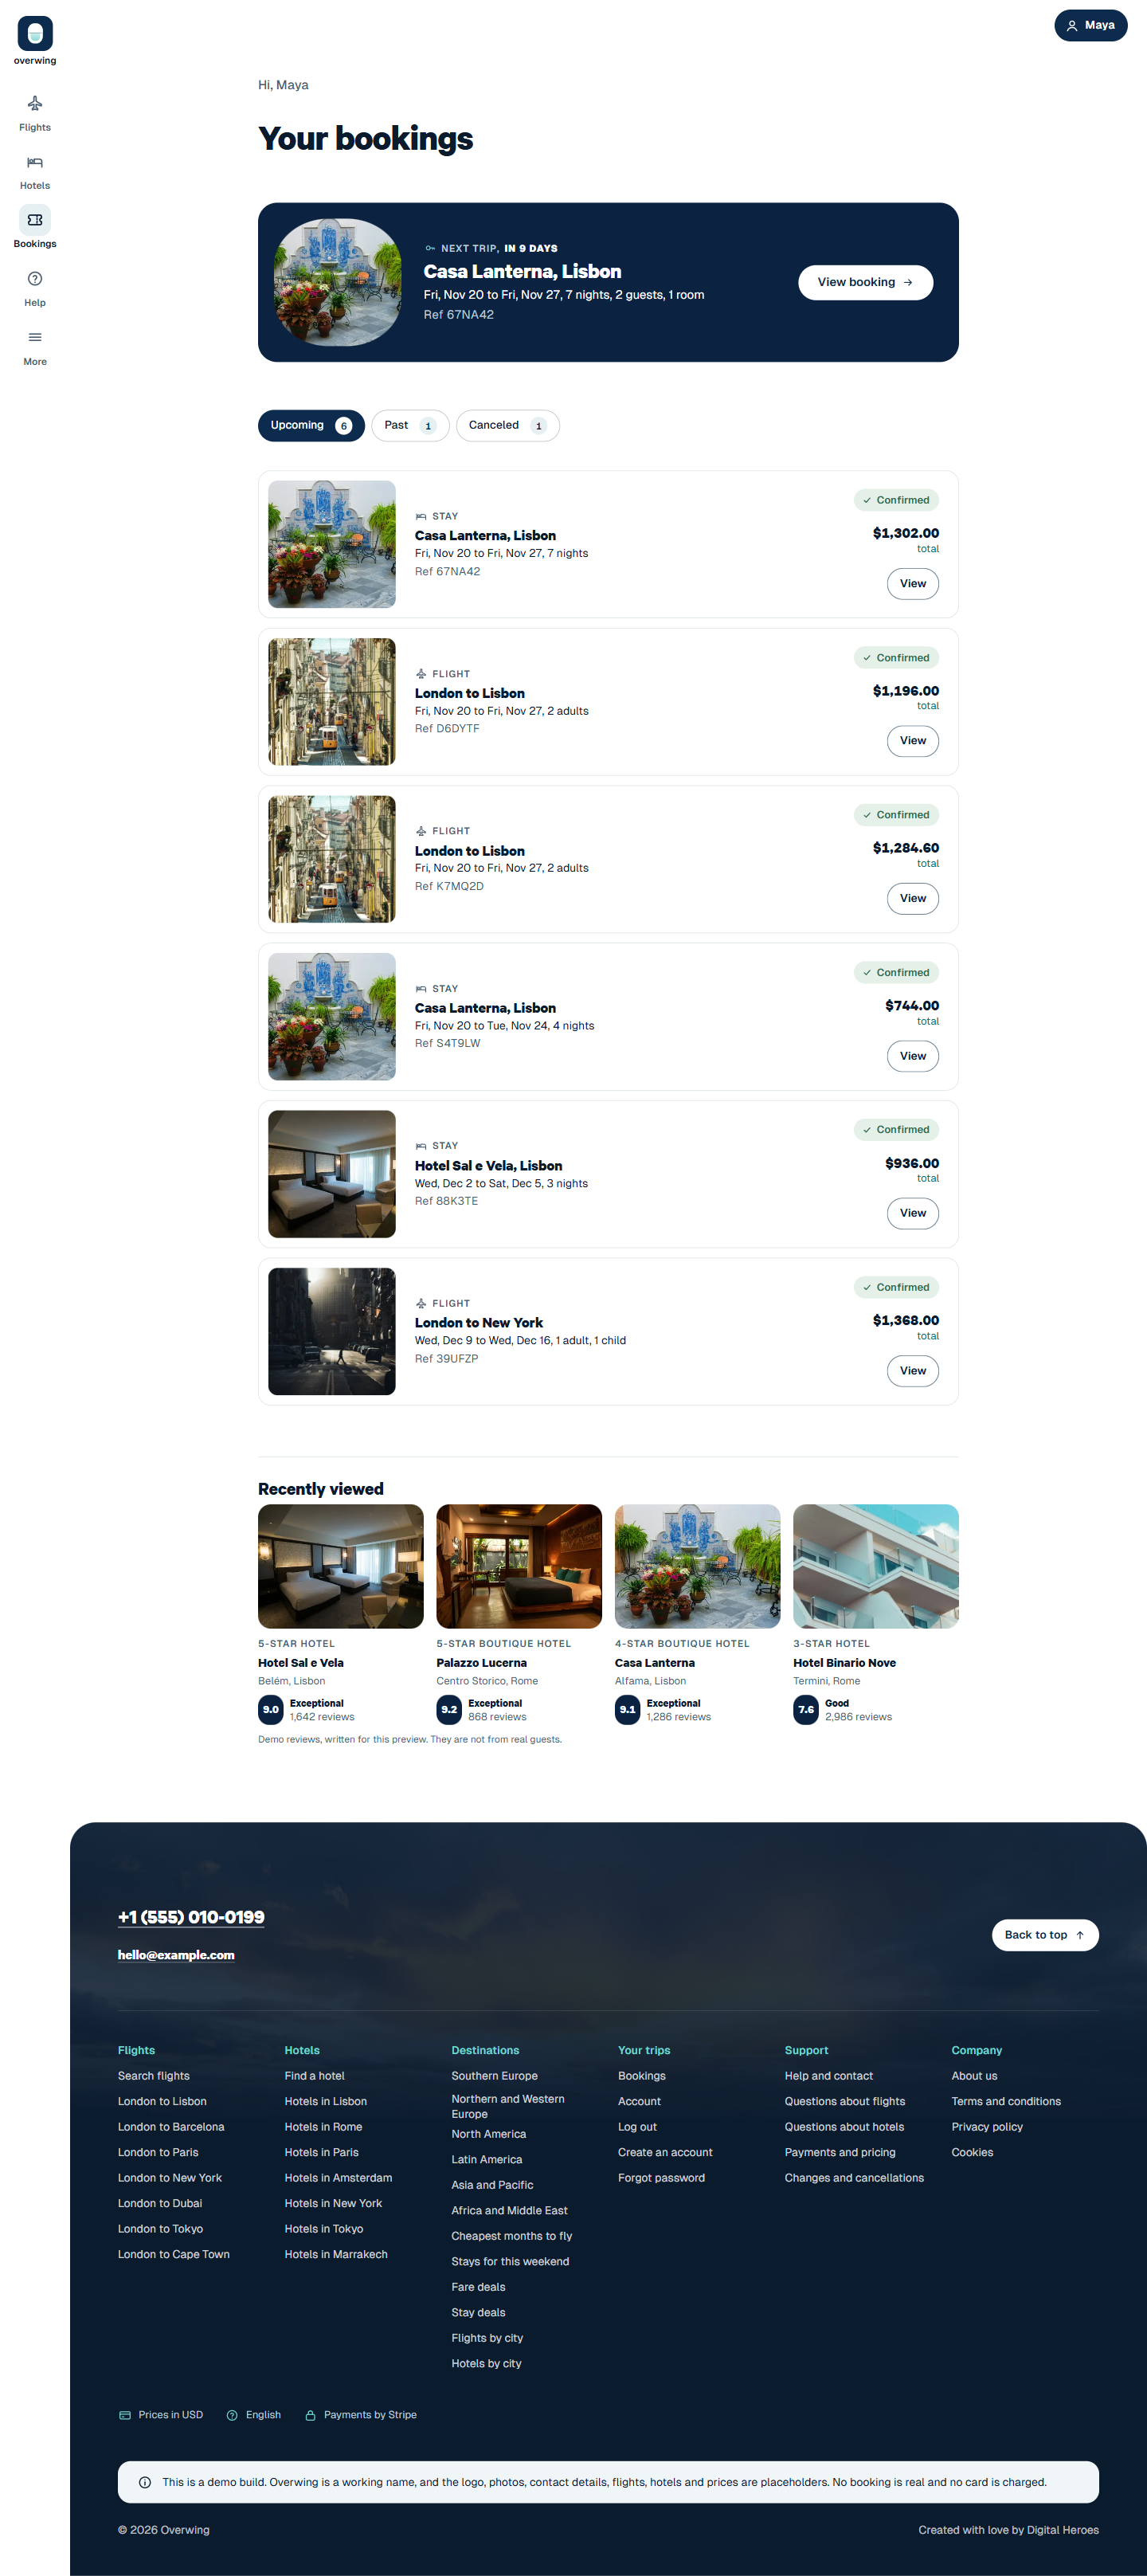 overwing
Flights
Hotels
Bookings
Help
More
Maya
Hi, Maya
Your bookings
NEXT TRIP, IN 9 DAYS
Casa Lanterna, Lisbon
Fri, Nov 20 to Fri, Nov 27, 7 nights, 2 guests, 1 room
Ref 67NA42
View booking
Upcoming 6
Past 1
Canceled 1
STAY
Casa Lanterna, Lisbon
Fri, Nov 20 to Fri, Nov 27, 7 nights
Ref 67NA42
Confirmed
$1,302.00
total
View
FLIGHT
London to Lisbon
Fri, Nov 20 to Fri, Nov 27, 2 adults
Ref D6DYTF
Confirmed
$1,196.00
total
View
FLIGHT
London to Lisbon
Fri, Nov 20 to Fri, Nov 27, 2 adults
Ref K7MQ2D
Confirmed
$1,284.60
total
View
STAY
Casa Lanterna, Lisbon
Fri, Nov 20 to Tue, Nov 24, 4 nights
Ref S4T9LW
Confirmed
$744.00
total
View
STAY
Hotel Sal e Vela, Lisbon
Wed, Dec 2 to Sat, Dec 5, 3 nights
Ref 88K3TE
Confirmed
$936.00
total
View
FLIGHT
London to New York
Wed, Dec 9 to Wed, Dec 16, 1 adult, 1 child
Ref 39UFZP
Confirmed
$1,368.00
total
View
Recently viewed
5-STAR HOTEL
Hotel Sal e Vela
Belém, Lisbon
9.0
Exceptional
1,642 reviews
5-STAR BOUTIQUE HOTEL
Palazzo Lucerna
Centro Storico, Rome
9.2
Exceptional
868 reviews
4-STAR BOUTIQUE HOTEL
Casa Lanterna
Alfama, Lisbon
9.1
Exceptional
1,286 reviews
3-STAR HOTEL
Hotel Binario Nove
Termini, Rome
7.6
Good
2,986 reviews
Demo reviews, written for this preview. They are not from real guests.
+1 (555) 010-0199
hello@example.com
Back to top
Flights
Search flights
London to Lisbon
London to Barcelona
London to Paris
London to New York
London to Dubai
London to Tokyo
London to Cape Town
Hotels
Find a hotel
Hotels in Lisbon
Hotels in Rome
Hotels in Paris
Hotels in Amsterdam
Hotels in New York
Hotels in Tokyo
Hotels in Marrakech
Destinations
Southern Europe
Northern and Western
Europe
North America
Latin America
Asia and Pacific
Africa and Middle East
Cheapest months to fly
Stays for this weekend
Fare deals
Stay deals
Flights by city
Hotels by city
Your trips
Bookings
Account
Log out
Create an account
Forgot password
Support
Help and contact
Questions about flights
Questions about hotels
Payments and pricing
Changes and cancellations
Company
About us
Terms and conditions
Privacy policy
Cookies
Prices in USD
English
Payments by Stripe
This is a demo build. Overwing is a working name, and the logo, photos, contact details, flights, hotels and prices are placeholders. No booking is real and no card is charged.
© 2026 Overwing
Created with love by Digital Heroes